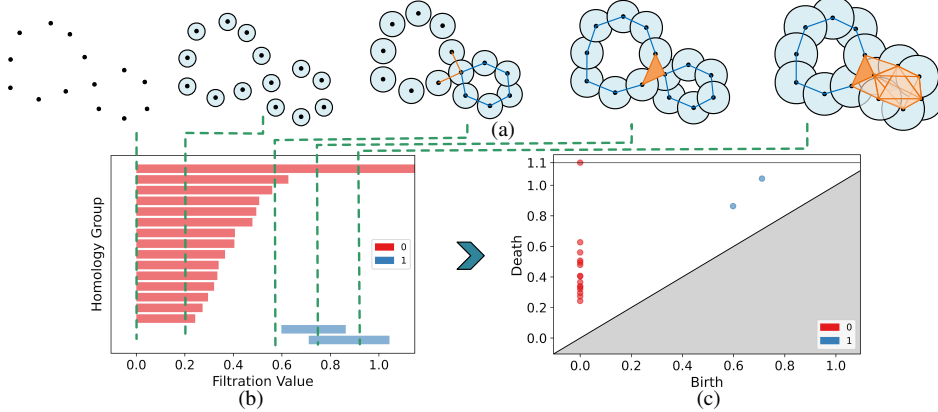 (a)
Homology Group
0
1
0.0 0.2 0.4 0.6 0.8 1.0
Filtration Value
(b)
1.1
1.0
0.8
0.6
0.4
0.2
0.0
Death
0
1
0.0 0.2 0.4 0.6 0.8 1.0
Birth
(c)